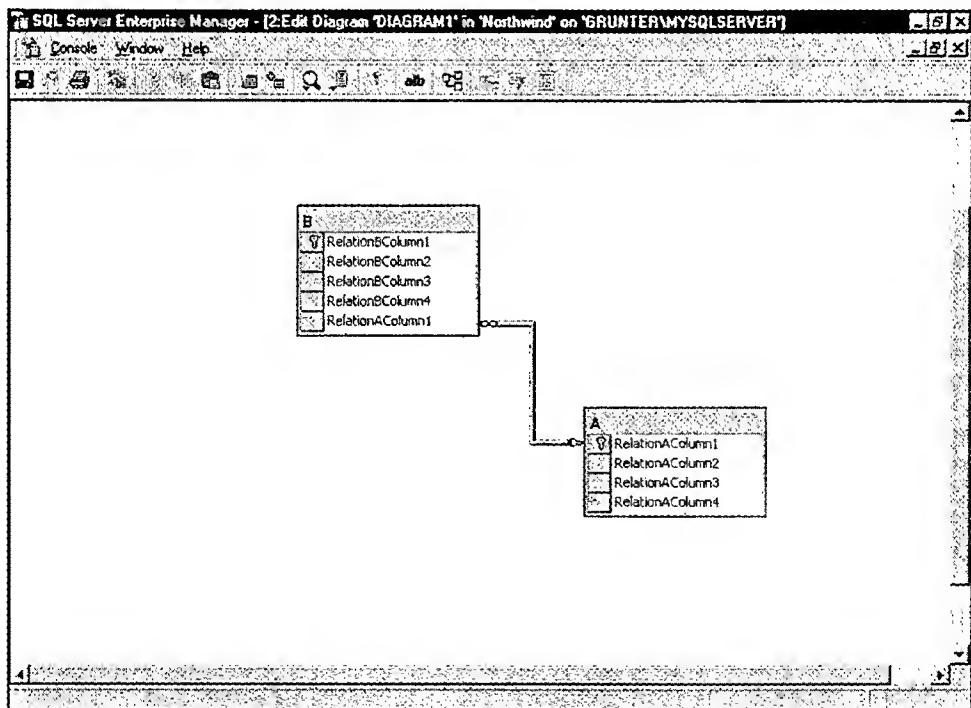 SQL Server Enterprise Manager - [2:Edit Diagram 'DIAGRAM1' in 'Northwind' on 'GRUNTER\MYSQLSERVER']
Console Window Help
ab
B
RelationBColumn1
RelationBColumn2
RelationBColumn3
RelationBColumn4
RelationAColumn1
A
RelationAColumn1
RelationAColumn2
RelationAColumn3
RelationAColumn4